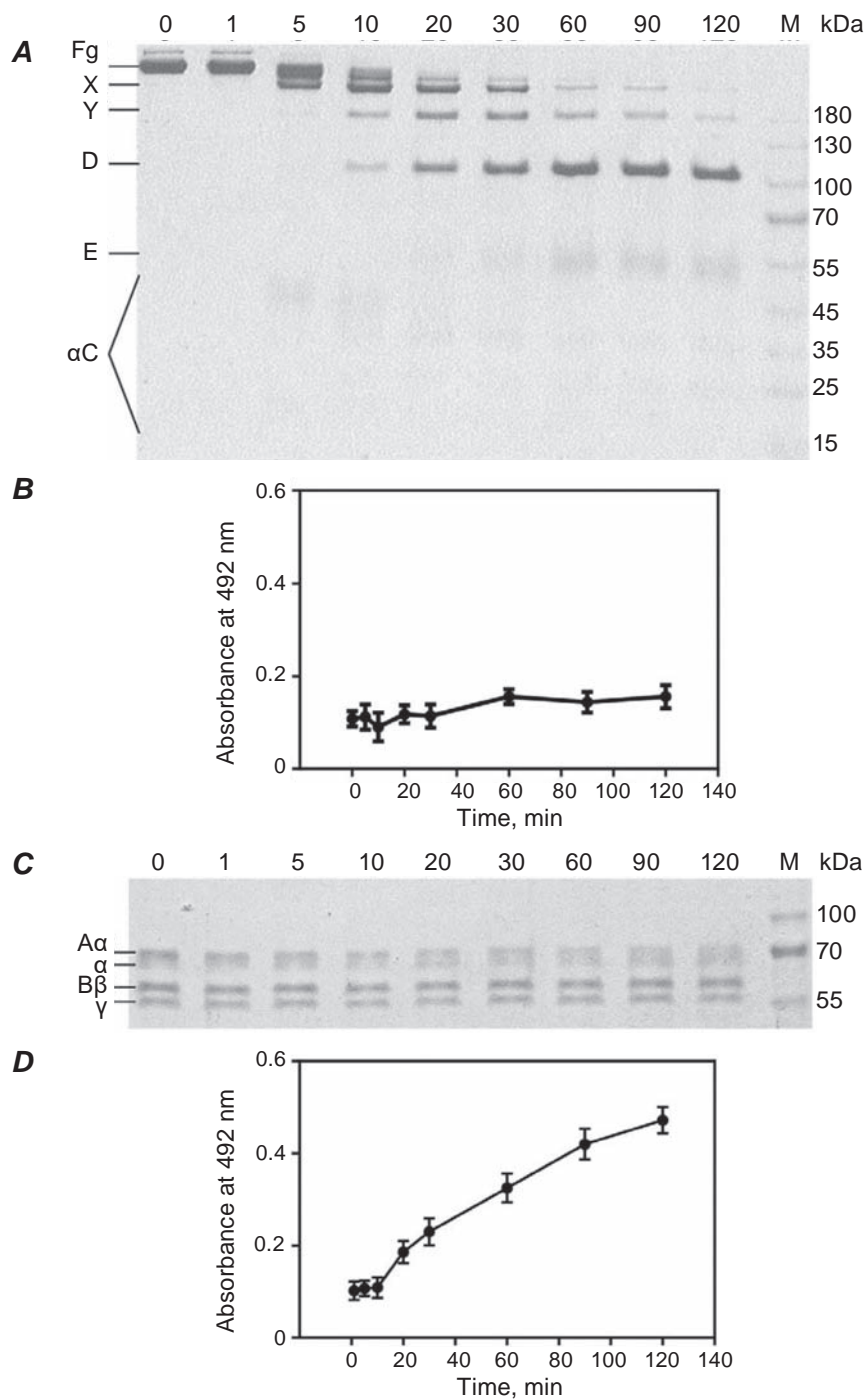 0 1 5 10 20 30 60 90 120 M kDa
A
Fg
X
Y
D
E
αC
180
130
100
70
55
45
35
25
15
B
Absorbance at 492 nm
0.6
0.4
0.2
0
0 20 40 60 80 100 120 140
Time, min
C
0 1 5 10 20 30 60 90 120 M kDa
Aα
α
Bβ
γ
100
70
55
D
Absorbance at 492 nm
0.6
0.4
0.2
0
0 20 40 60 80 100 120 140
Time, min